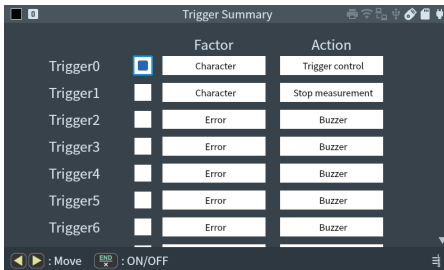 0 Trigger Summary
Factor Action
Trigger0 Character Trigger control
Trigger1 Character Stop measurement
Trigger2 Error Buzzer
Trigger3 Error Buzzer
Trigger4 Error Buzzer
Trigger5 Error Buzzer
Trigger6 Error Buzzer
: Move END X : ON/OFF